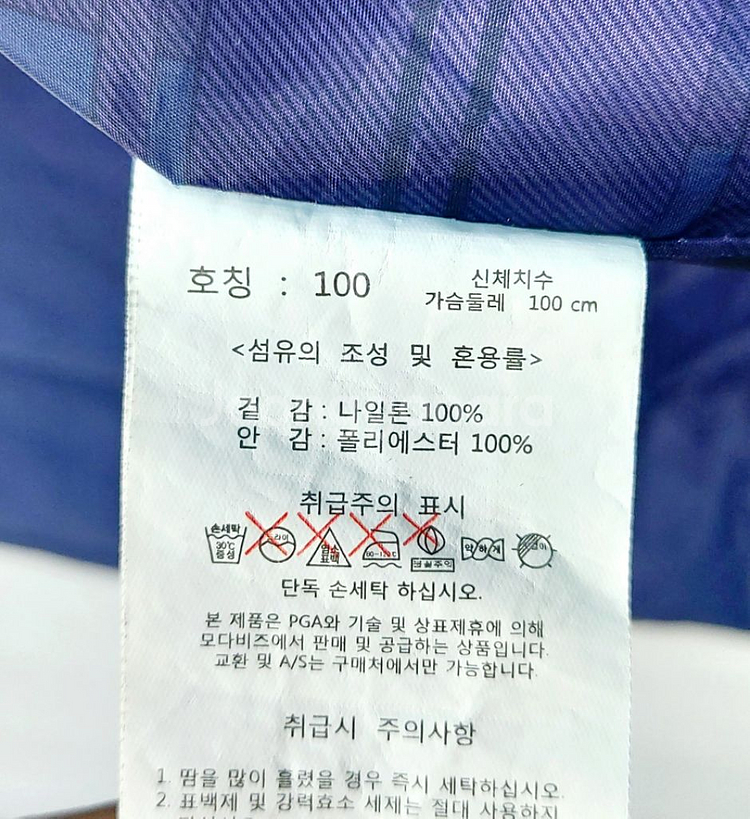 호칭 : 100
신체치수
가슴둘레 100 cm
<섬유의 조성 및 혼용률>
겉 감 : 나일론 100%
안 감 : 폴리에스터 100%
취급주의 표시
손세탁
30℃
중성
드라이
염소
표백
약하게
단독 손세탁 하십시오.
본 제품은 PGA와 기술 및 상표제휴에 의해
모다비즈에서 판매 및 공급하는 상품입니다.
교환 및 A/S는 구매처에서만 가능합니다.
취급시 주의사항
1. 땀을 많이 흘렸을 경우 즉시 세탁하십시오.
2. 표백제 및 강력효소 세제는 절대 사용하지